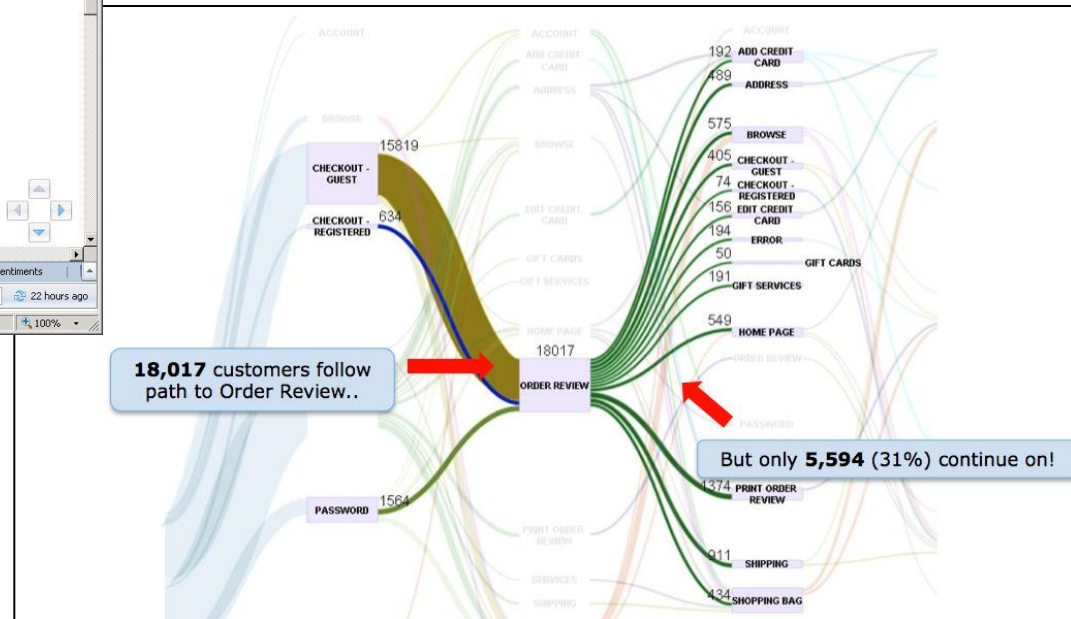 entiments
22 hours ago
100%
ACCOUNT
BROWSE
15819
CHECKOUT -
GUEST
634
CHECKOUT -
REGISTERED
1564
PASSWORD
18,017 customers follow
path to Order Review..
ACCOUNT
ADD CREDIT
CARD
ADDRESS
BROWSE
EDIT CREDIT
CARD
GIFT CARDS
GIFT SERVICES
HOME PAGE
18017
ORDER REVIEW
PRINT ORDER
REVIEW
SERVICES
SHIPPING
ACCOUNT
192 ADD CREDIT
CARD
489 ADDRESS
575 BROWSE
405 CHECKOUT -
GUEST
74 CHECKOUT -
REGISTERED
156 EDIT CREDIT
CARD
194 ERROR
50 GIFT CARDS
191 GIFT SERVICES
549 HOME PAGE
ORDER REVIEW
PASSWORD
But only 5,594 (31%) continue on!
1374 PRINT ORDER
REVIEW
911 SHIPPING
434 SHOPPING BAG